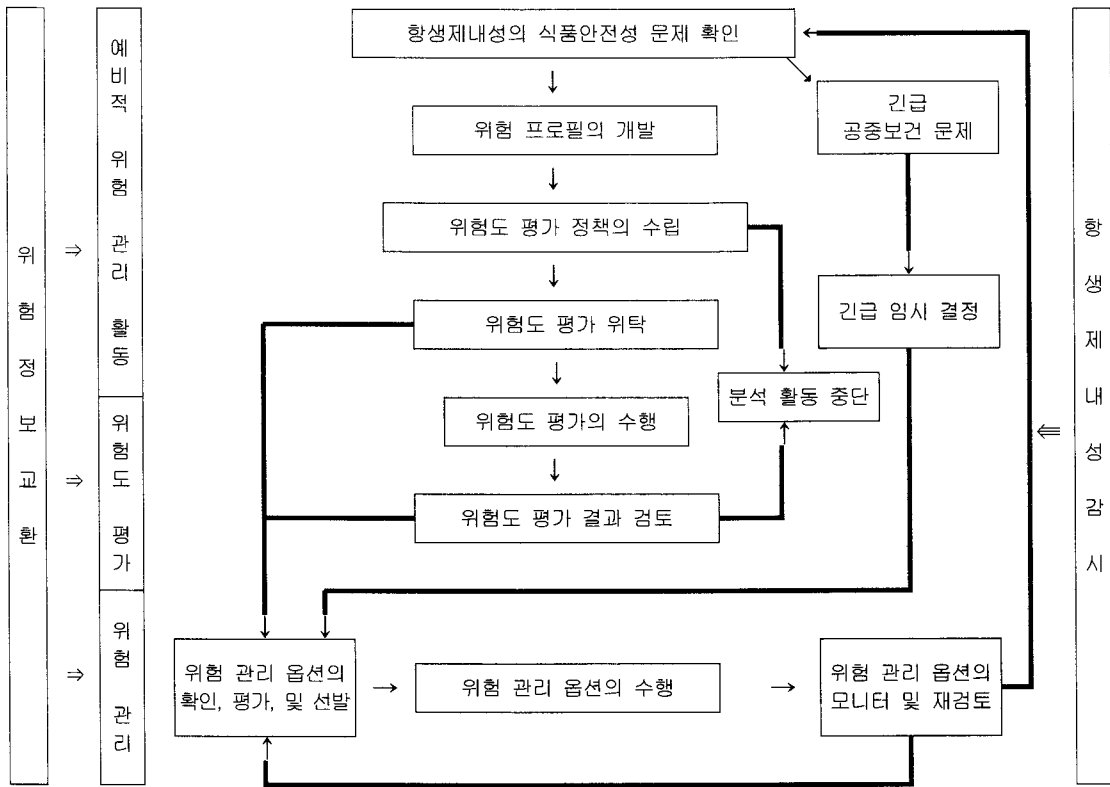 위험정보교환
⇒
⇒
⇒
예비적 위험 관리 활동
위험도 평가
위험 관리
항생제내성의 식품안전성 문제 확인
↓
위험 프로필의 개발
↓
위험도 평가 정책의 수립
↓
위험도 평가 위탁
↓
위험도 평가의 수행
↓
위험도 평가 결과 검토
긴급
공중보건 문제
긴급 임시 결정
분석 활동 중단
위험 관리 옵션의
확인, 평가, 및 선발
→
위험 관리 옵션의 수행
→
위험 관리 옵션의
모니터 및 재검토
⇚
항생제내성감시